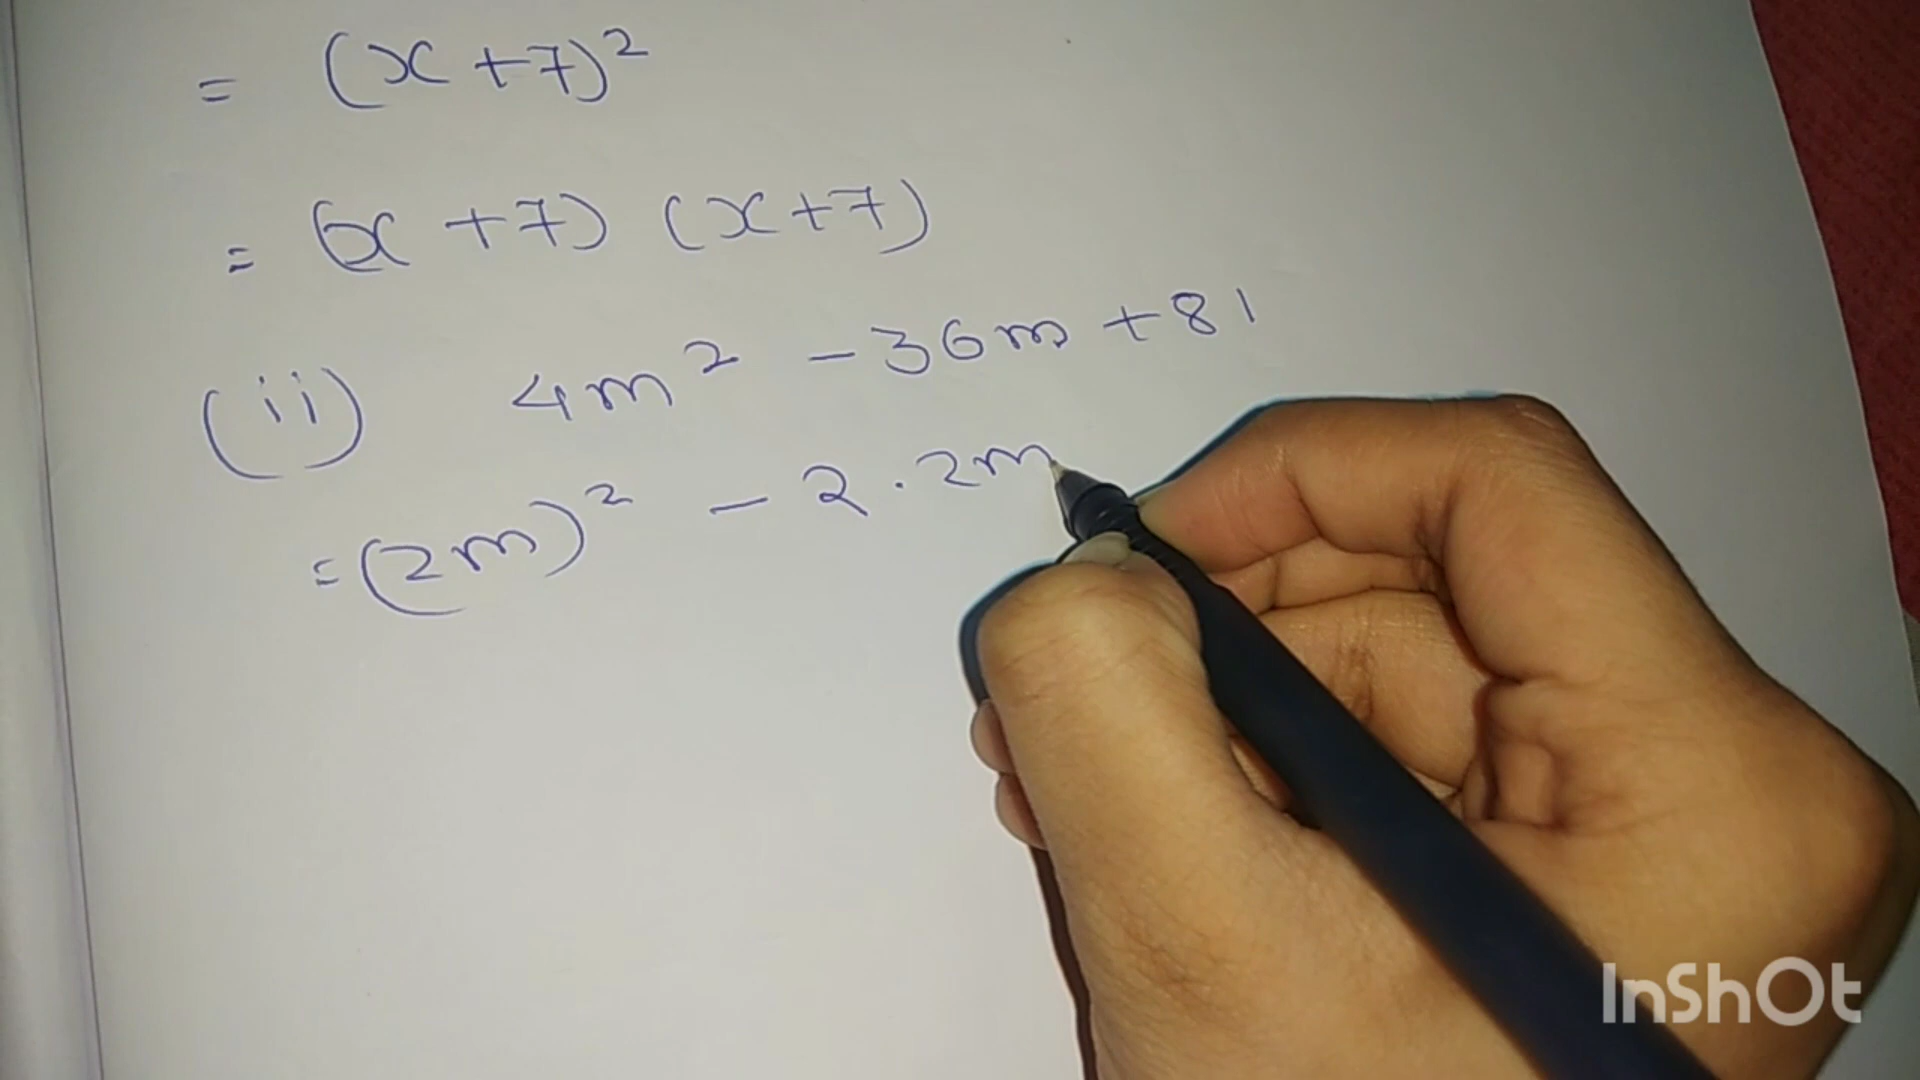 = (x+7)²
= (x+7) (x+7)
(ii) 4m² - 36m + 81
= (2m)² - 2 . 2m
InShOt